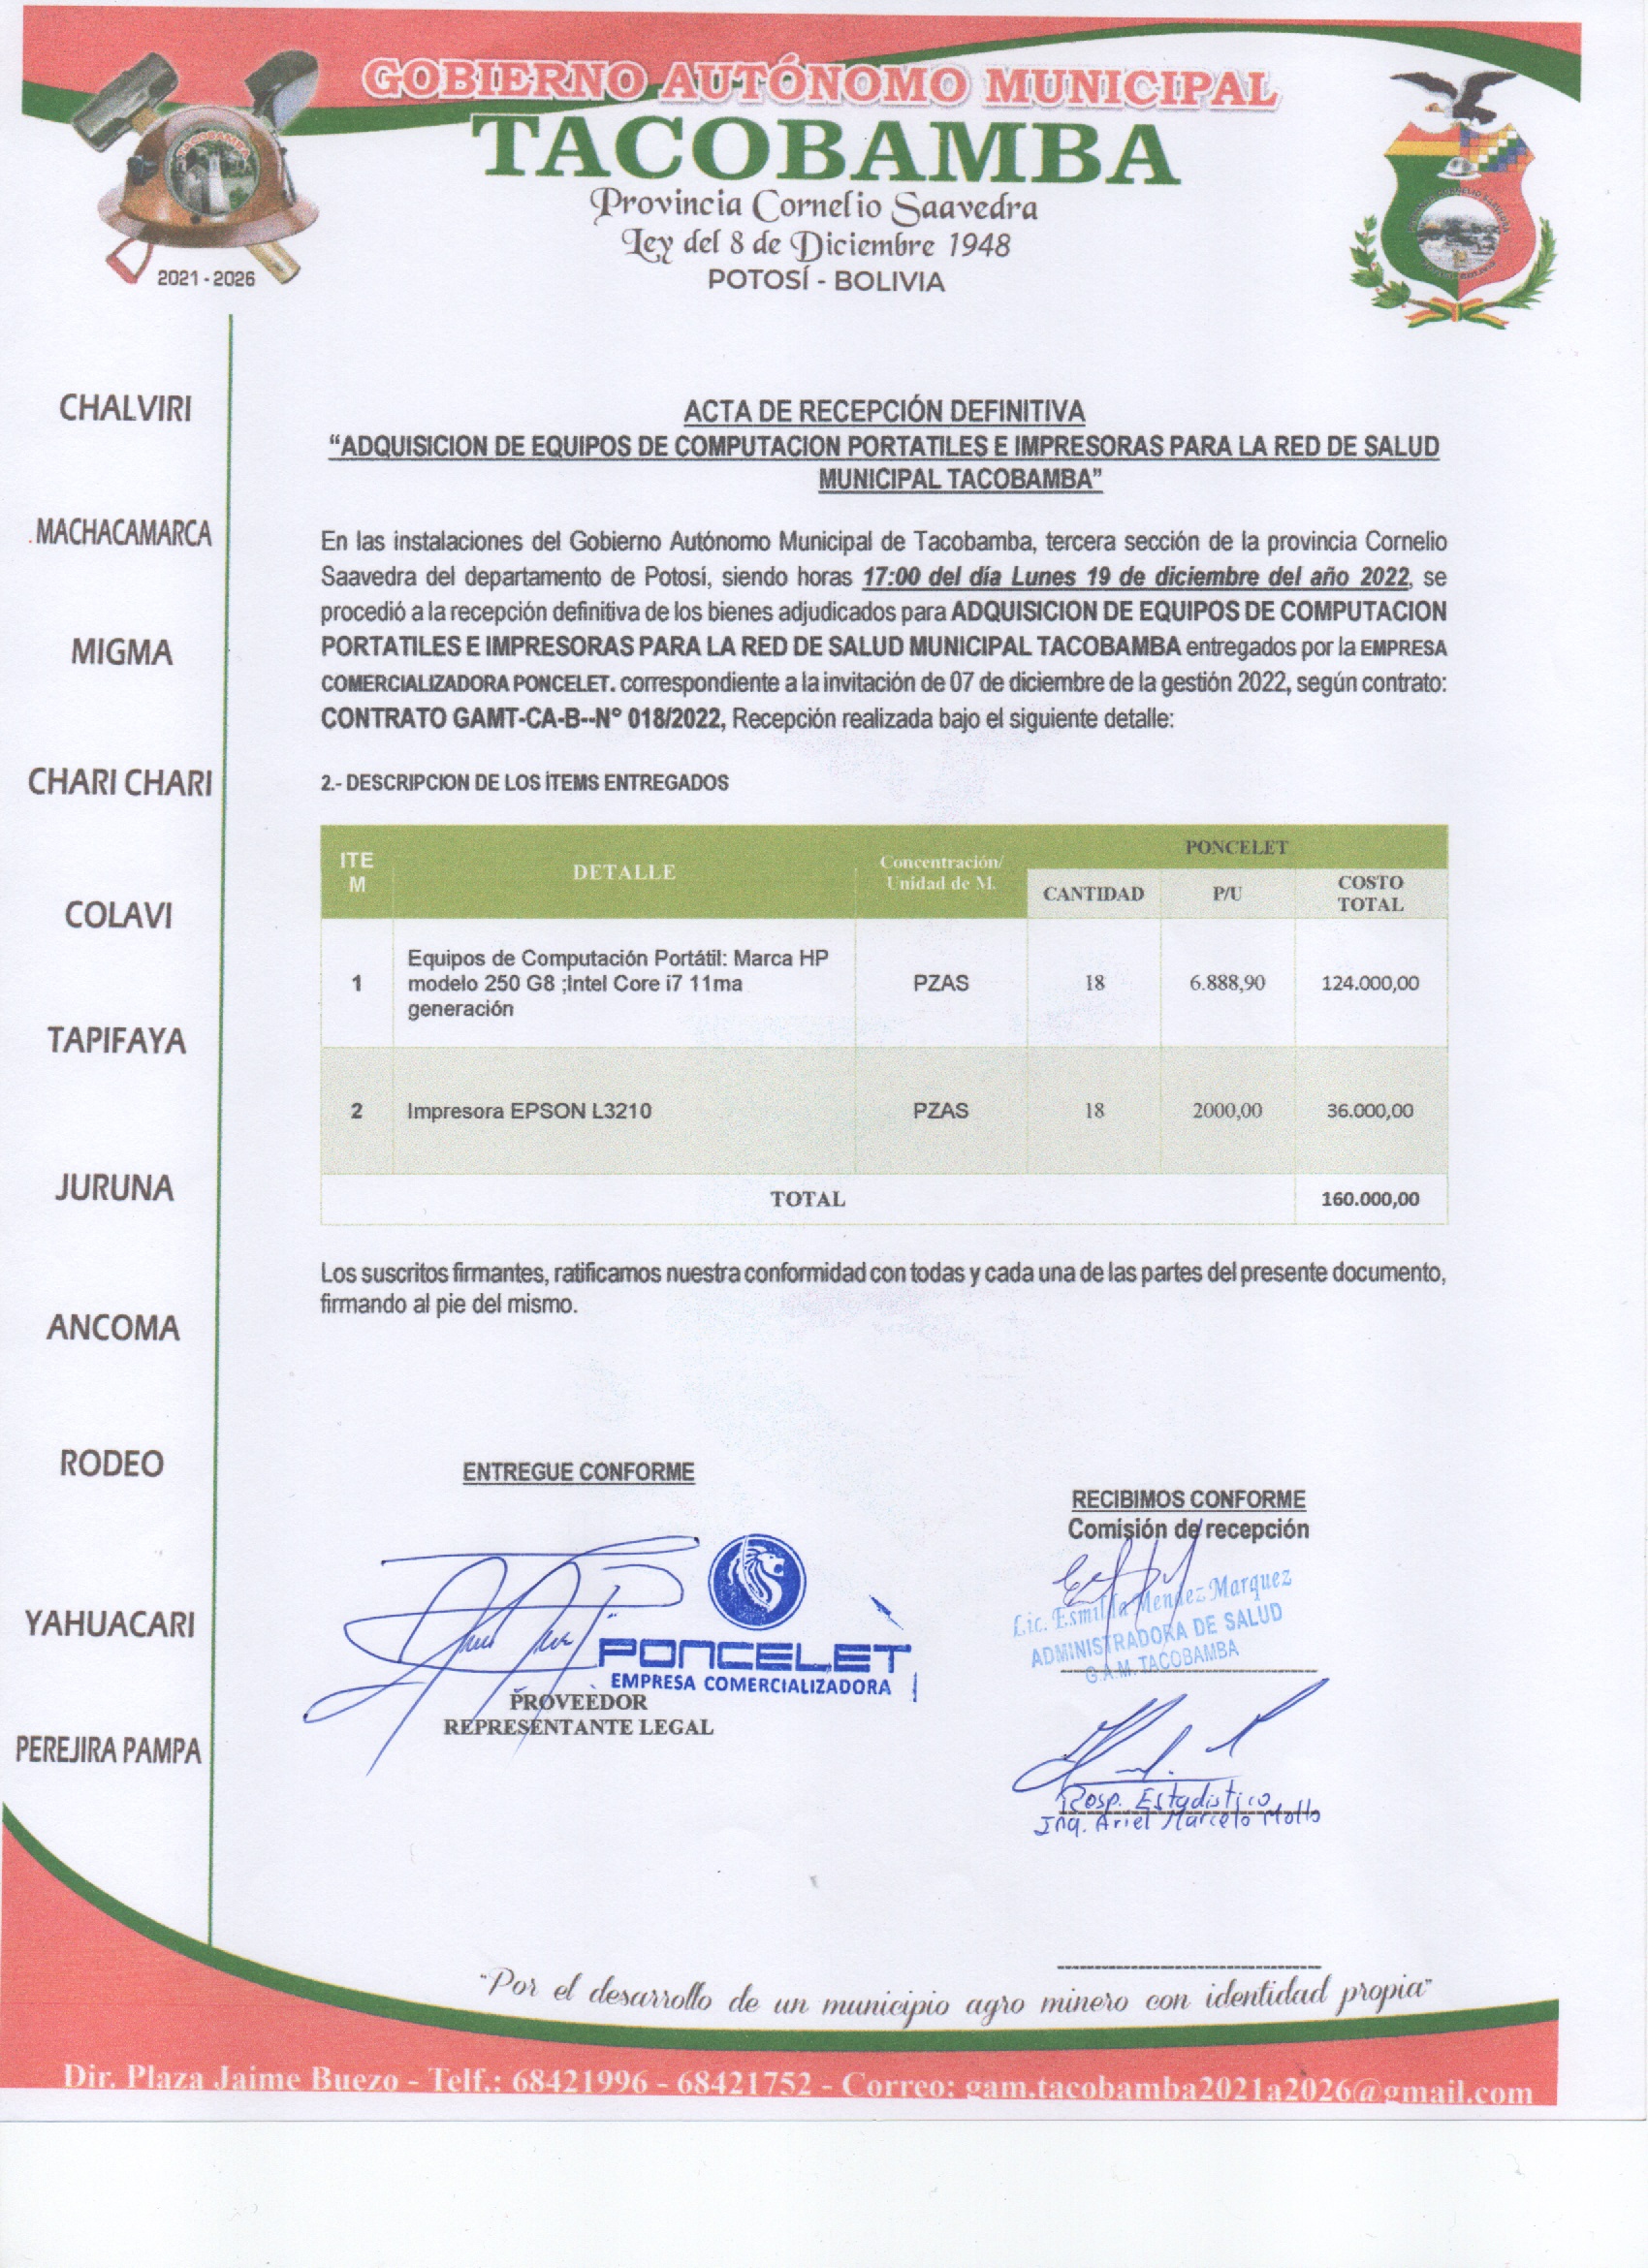 GOBIERNO AUTÓNOMO MUNICIPAL
TACOBAMBA
Provincia Cornelio Saavedra
Ley del 8 de Diciembre 1948
POTOSÍ - BOLIVIA
TACOBAMBA
2021 - 2026
CHALVIRI
MACHACAMARCA
MIGMA
CHARI CHARI
COLAVI
TAPIFAYA
JURUNA
ANCOMA
RODEO
YAHUACARI
PEREJIRA PAMPA
ACTA DE RECEPCIÓN DEFINITIVA
“ADQUISICION DE EQUIPOS DE COMPUTACION PORTATILES E IMPRESORAS PARA LA RED DE SALUD
MUNICIPAL TACOBAMBA”
En las instalaciones del Gobierno Autónomo Municipal de Tacobamba, tercera sección de la provincia Cornelio
Saavedra del departamento de Potosí, siendo horas 17:00 del día Lunes 19 de diciembre del año 2022, se
procedió a la recepción definitiva de los bienes adjudicados para ADQUISICION DE EQUIPOS DE COMPUTACION
PORTATILES E IMPRESORAS PARA LA RED DE SALUD MUNICIPAL TACOBAMBA entregados por la EMPRESA
COMERCIALIZADORA PONCELET. correspondiente a la invitación de 07 de diciembre de la gestión 2022, según contrato:
CONTRATO GAMT-CA-B--N° 018/2022, Recepción realizada bajo el siguiente detalle:
2.- DESCRIPCION DE LOS ÍTEMS ENTREGADOS
ITE
M
DETALLE
Concentración/
Unidad de M.
PONCELET
CANTIDAD
P/U
COSTO
TOTAL
1
Equipos de Computación Portátil: Marca HP
modelo 250 G8 ;Intel Core i7 11ma
generación
PZAS
18
6.888,90
124.000,00
2
Impresora EPSON L3210
PZAS
18
2000,00
36.000,00
TOTAL
160.000,00
Los suscritos firmantes, ratificamos nuestra conformidad con todas y cada una de las partes del presente documento,
firmando al pie del mismo.
ENTREGUE CONFORME
PONCELET
EMPRESA COMERCIALIZADORA
PROVEEDOR
REPRESENTANTE LEGAL
RECIBIMOS CONFORME
Comisión de recepción
Lic. Esmilda Mendez Marquez
ADMINISTRADORA DE SALUD
G.A.M. TACOBAMBA
Rosp. Estadistico
Ing. Ariel Marcelo Mollo
“Por el desarrollo de un municipio agro minero con identidad propia”
Dir. Plaza Jaime Buezo - Telf.: 68421996 - 68421752 - Correo: gam.tacobamba2021a2026@gmail.com